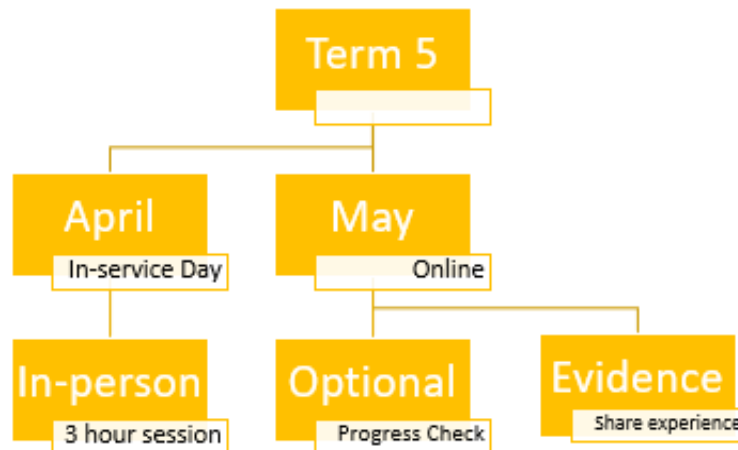 Term 5
April
In-service Day
May
Online
In-person
3 hour session
Optional
Progress Check
Evidence
Share experience